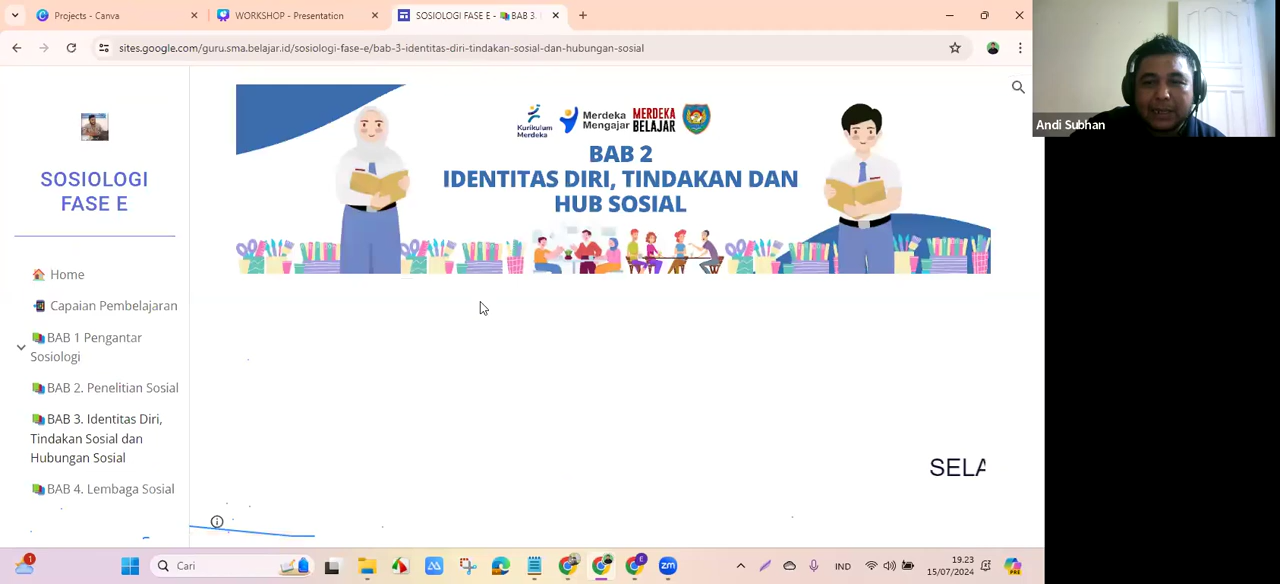 Projects - Canva
WORKSHOP - Presentation
SOSIOLOGI FASE E - BAB 3.
sites.google.com/guru.sma.belajar.id/sosiologi-fase-e/bab-3-identitas-diri-tindakan-sosial-dan-hubungan-sosial
Andi Subhan
SOSIOLOGI
FASE E
Home
Capaian Pembelajaran
BAB 1 Pengantar
Sosiologi
BAB 2. Penelitian Sosial
BAB 3. Identitas Diri,
Tindakan Sosial dan
Hubungan Sosial
BAB 4. Lembaga Sosial
Kurikulum
Merdeka
Merdeka
Mengajar
MERDEKA
BELAJAR
BAB 2
IDENTITAS DIRI, TINDAKAN DAN
HUB SOSIAL
SELA
1
Cari
zm
IND
19.23
15/07/2024
PRE